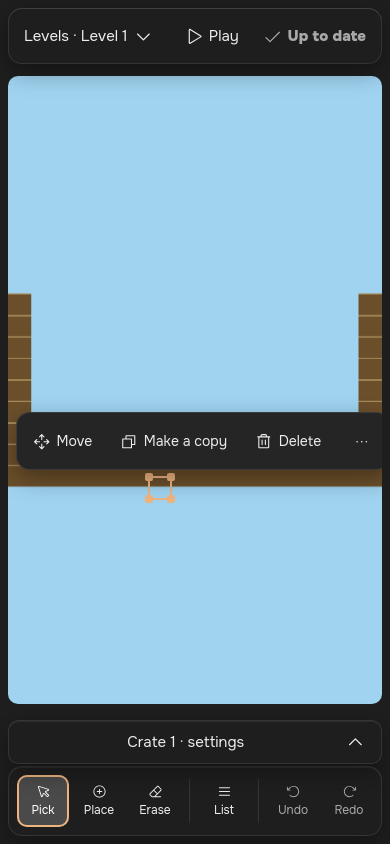 Levels · Level 1
Play
Up to date
Move
Make a copy
Delete
...
Crate 1 · settings
Pick
Place
Erase
List
Undo
Redo